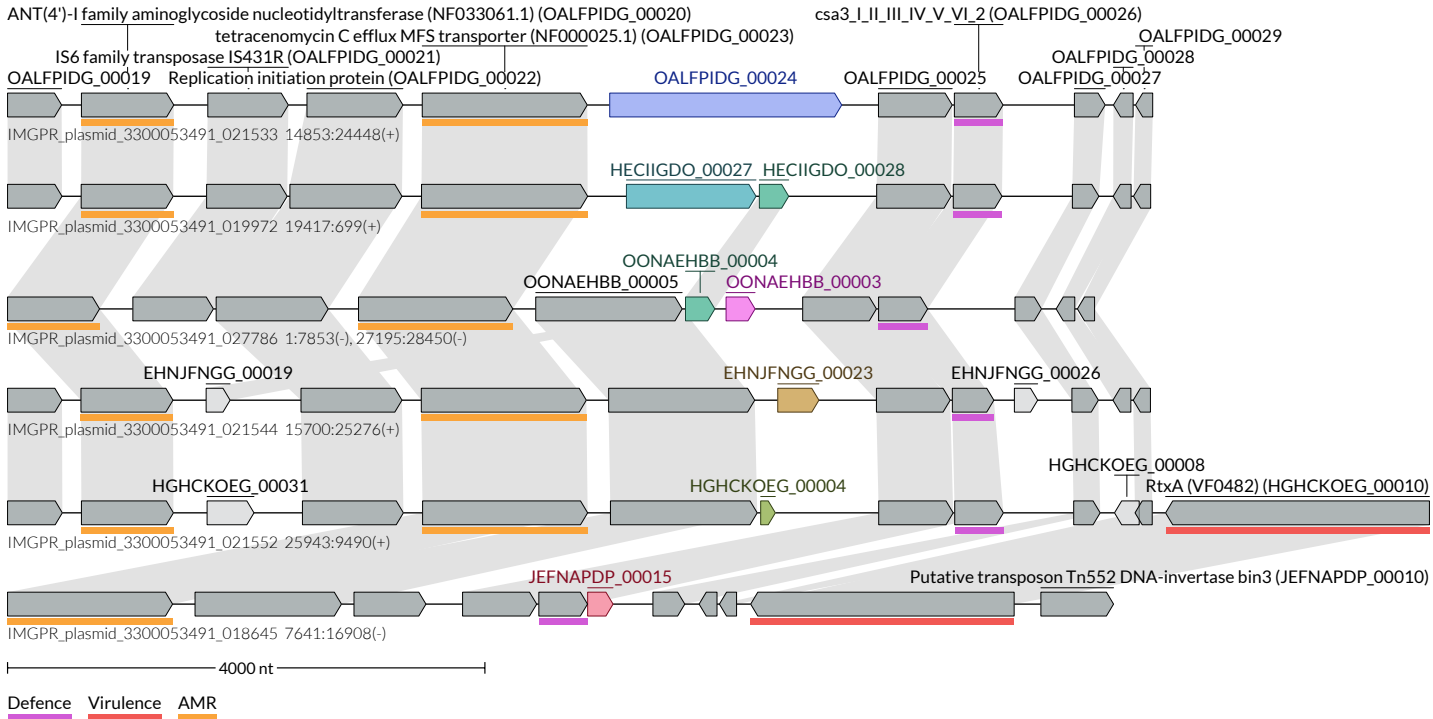 ANT(4')-I family aminoglycoside nucleotidyltransferase (NF033061.1) (OALFPIDG_00020)
csa3_I_II_III_IV_V_VI_2 (OALFPIDG_00026)
tetracenomycin C efflux MFS transporter (NF000025.1) (OALFPIDG_00023)
OALFPIDG_00029
IS6 family transposase IS431R (OALFPIDG_00021)
OALFPIDG_00028
OALFPIDG_00019
Replication initiation protein (OALFPIDG_00022)
OALFPIDG_00024
OALFPIDG_00025
OALFPIDG_00027
IMGPR_plasmid_3300053491_021533 14853:24448(+)
HECIIGDO_00027
HECIIGDO_00028
IMGPR_plasmid_3300053491_019972 19417:699(+)
OONAEHBB_00004
OONAEHBB_00005
OONAEHBB_00003
IMGPR_plasmid_3300053491_027786 1:7853(-), 27195:28450(-)
EHNJFNGG_00019
EHNJFNGG_00023
EHNJFNGG_00026
IMGPR_plasmid_3300053491_021544 15700:25276(+)
HGHCKOEG_00008
HGHCKOEG_00031
HGHCKOEG_00004
RtxA (VF0482) (HGHCKOEG_00010)
IMGPR_plasmid_3300053491_021552 25943:9490(+)
JEFNAPDP_00015
Putative transposon Tn552 DNA-invertase bin3 (JEFNAPDP_00010)
IMGPR_plasmid_3300053491_018645 7641:16908(-)
4000 nt
Defence
Virulence
AMR